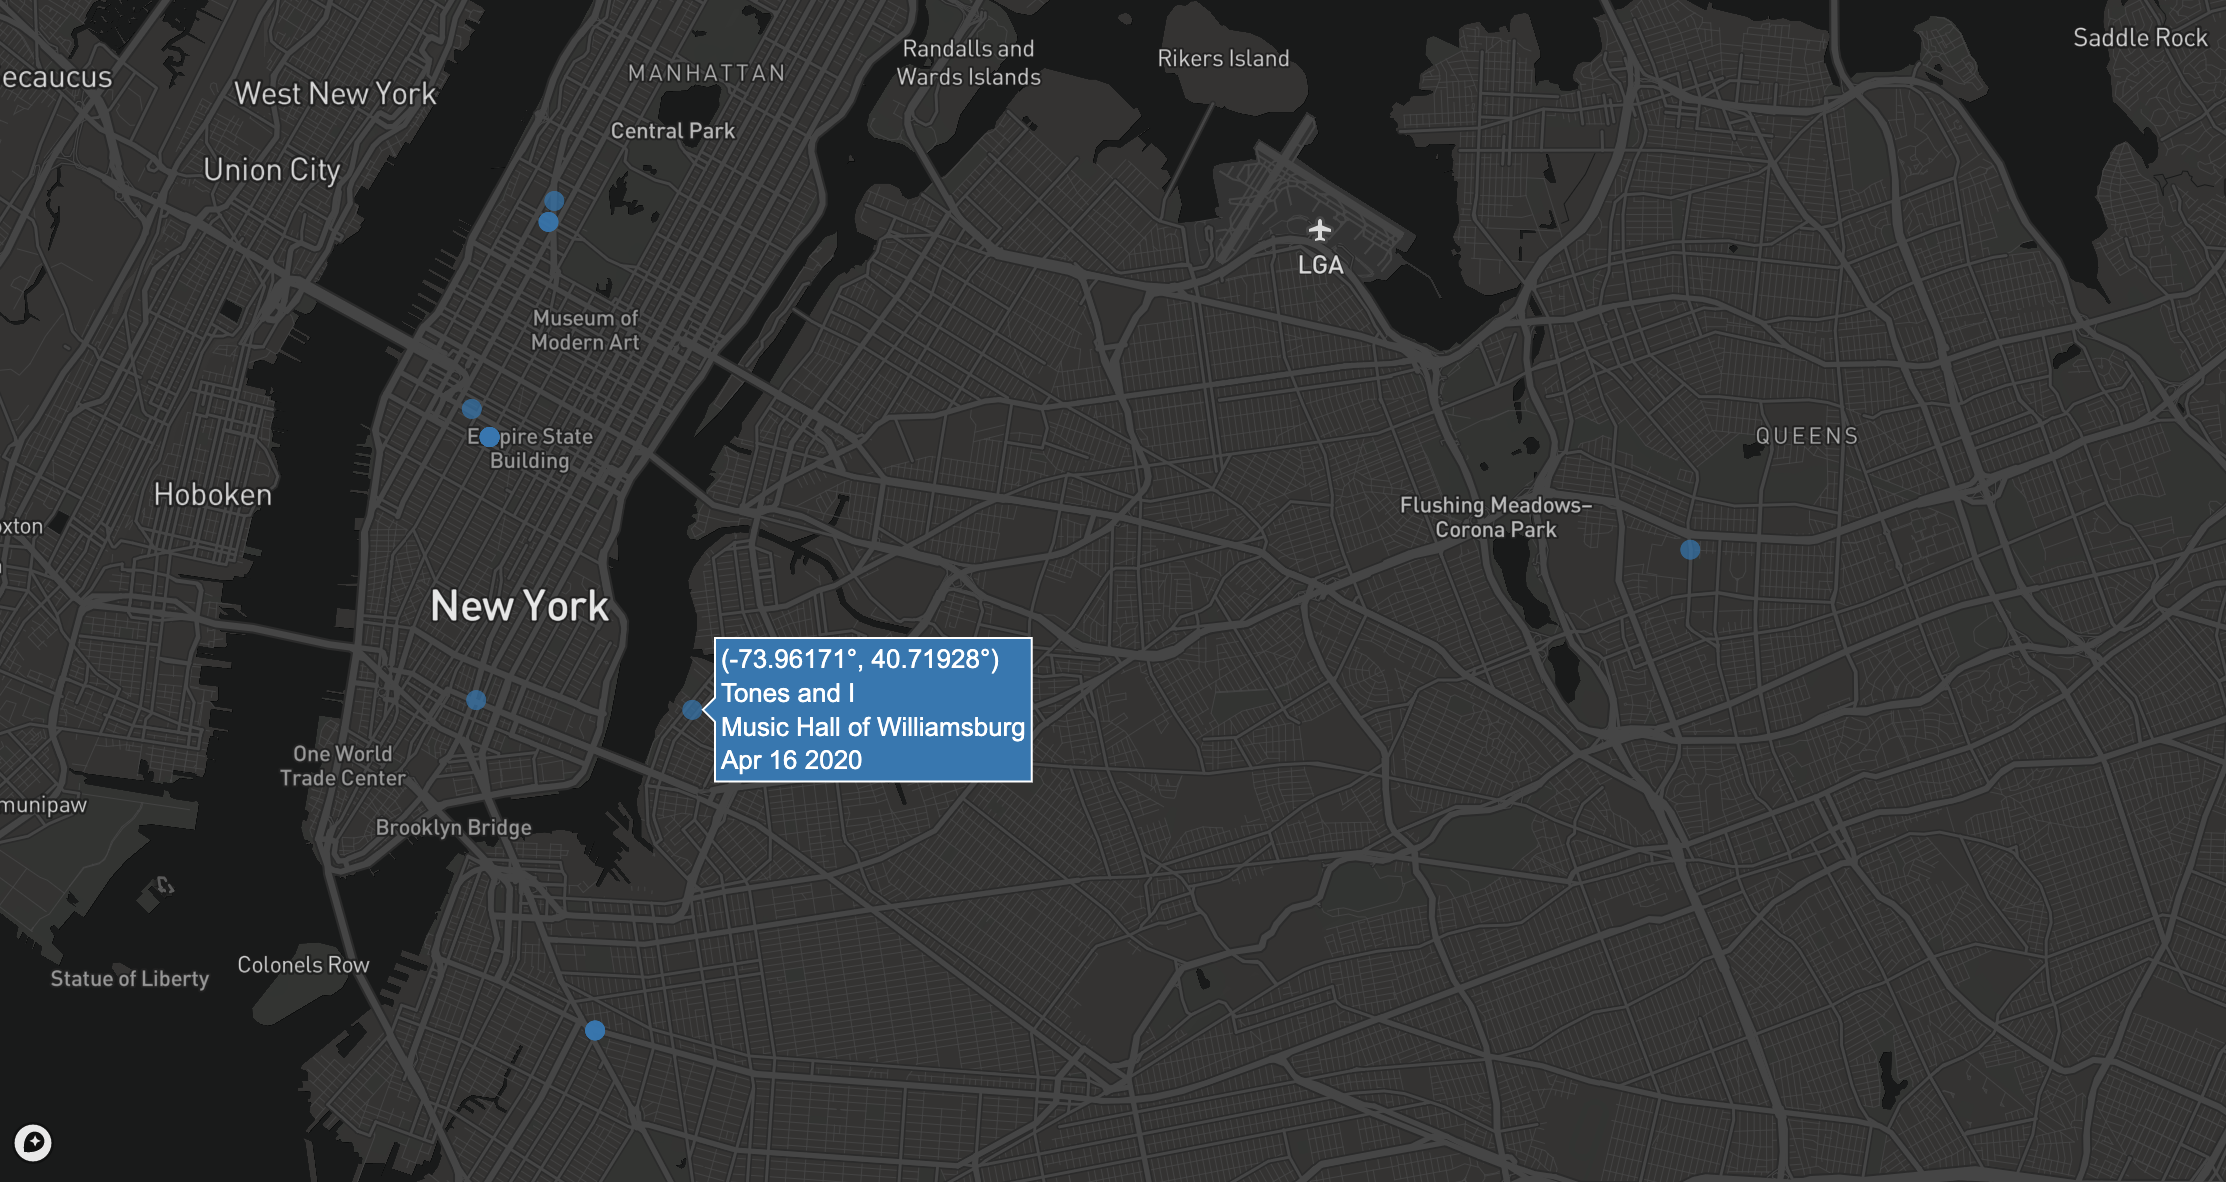 Saddle Rock
Randalls and
Wards Islands
Rikers Island
MANHATTAN
ecaucus
West New York
Central Park
Union City
LGA
Museum of
Modern Art
E pire State
Building
QUEENS
Hoboken
xton
Flushing Meadows–
Corona Park
New York
(-73.96171°, 40.71928°)
Tones and I
Music Hall of Williamsburg
Apr 16 2020
One World
Trade Center
munipaw
Brooklyn Bridge
Colonels Row
Statue of Liberty